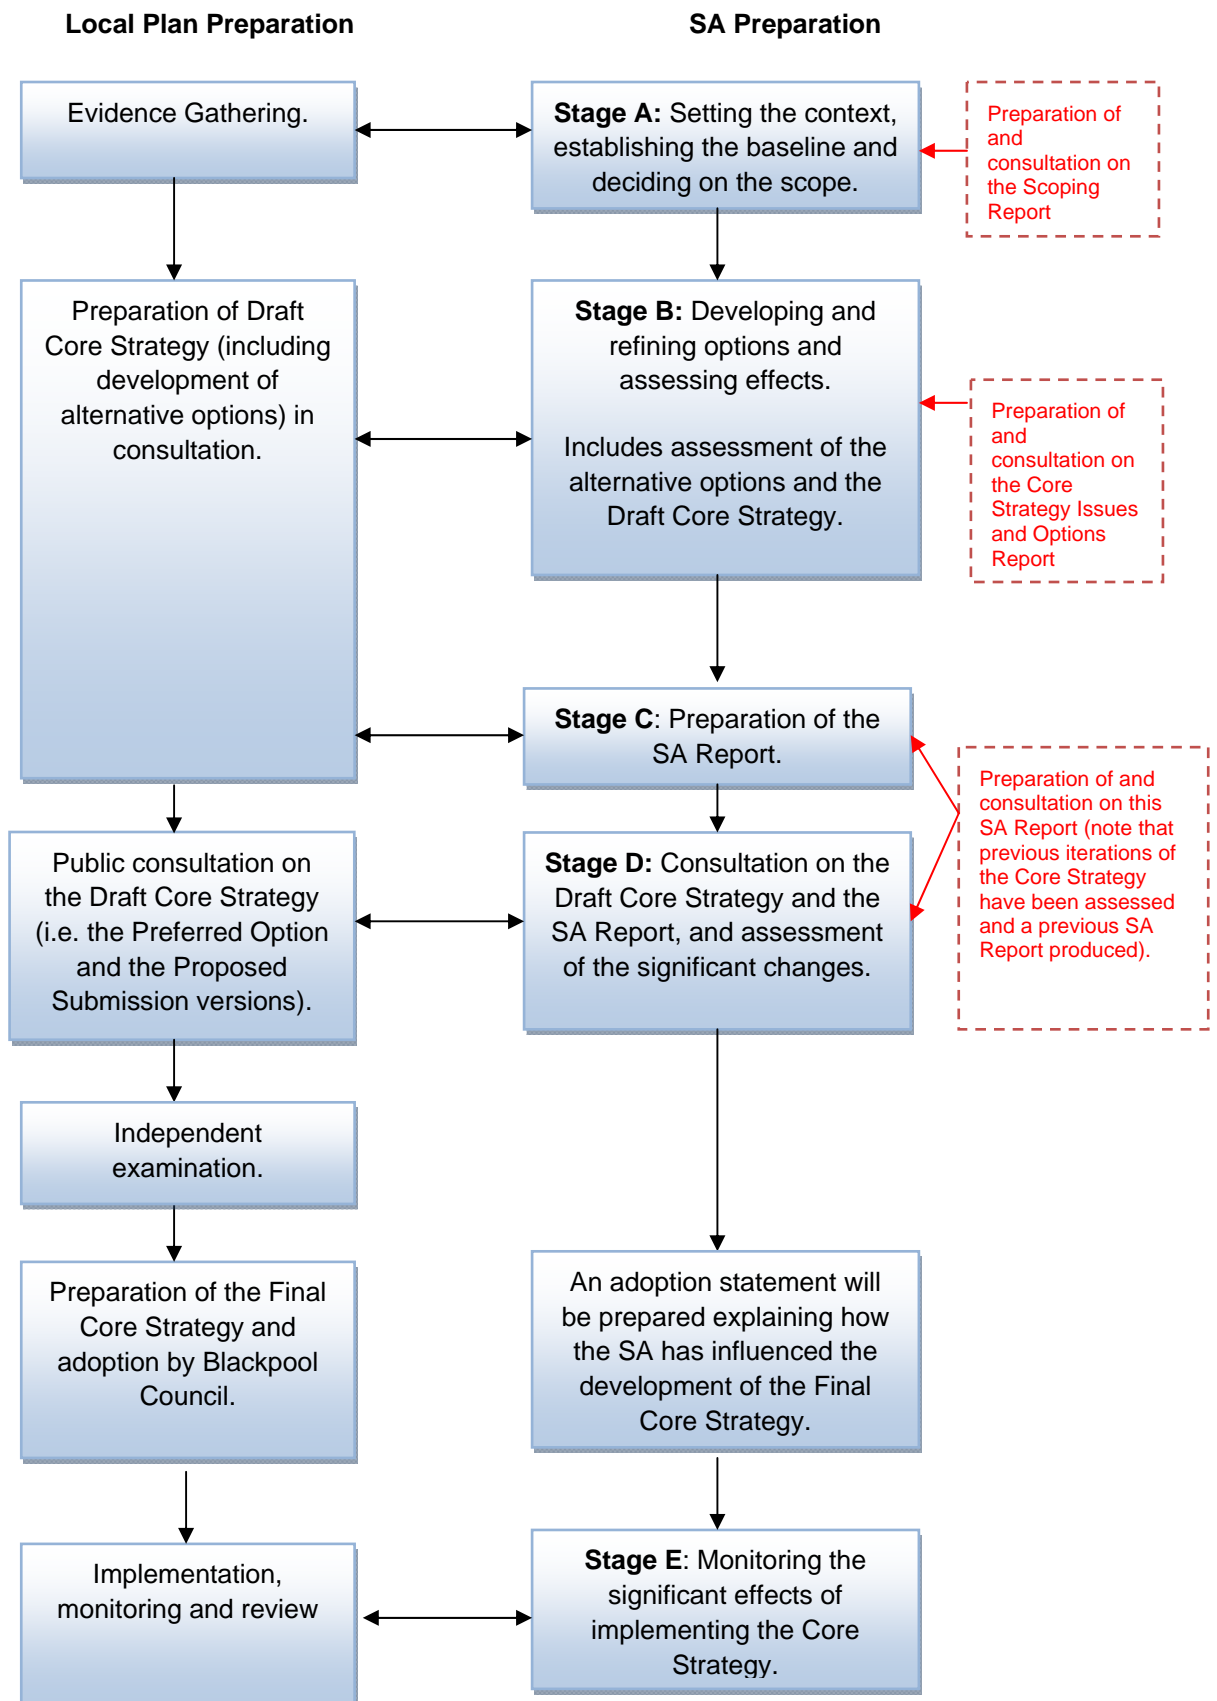 Local Plan Preparation
SA Preparation
Evidence Gathering.
Stage A: Setting the context,
establishing the baseline and
deciding on the scope.
Preparation of
and
consultation on
the Scoping
Report
Preparation of Draft
Core Strategy (including
development of
alternative options) in
consultation.
Stage B: Developing and
refining options and
assessing effects.
Includes assessment of the
alternative options and the
Draft Core Strategy.
Preparation of
and
consultation on
the Core
Strategy Issues
and Options
Report
Stage C: Preparation of the
SA Report.
Preparation of and
consultation on this
SA Report (note that
previous iterations of
the Core Strategy
have been assessed
and a previous SA
Report produced).
Public consultation on
the Draft Core Strategy
(i.e. the Preferred Option
and the Proposed
Submission versions).
Stage D: Consultation on the
Draft Core Strategy and the
SA Report, and assessment
of the significant changes.
Independent
examination.
Preparation of the Final
Core Strategy and
adoption by Blackpool
Council.
An adoption statement will
be prepared explaining how
the SA has influenced the
development of the Final
Core Strategy.
Implementation,
monitoring and review
Stage E: Monitoring the
significant effects of
implementing the Core
Strategy.